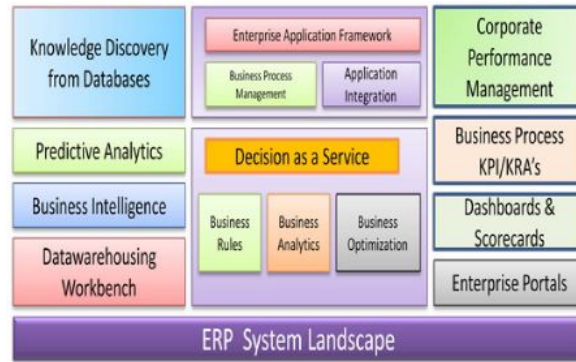 Knowledge Discovery
from Databases
Predictive Analytics
Business Intelligence
Datawarehousing
Workbench
Enterprise Application Framework
Business Process
Management
Application
Integration
Decision as a Service
Business
Rules
Business
Analytics
Business
Optimization
Corporate
Performance
Management
Business Process
KPI/KRA's
Dashboards &
Scorecards
Enterprise Portals
ERP System Landscape